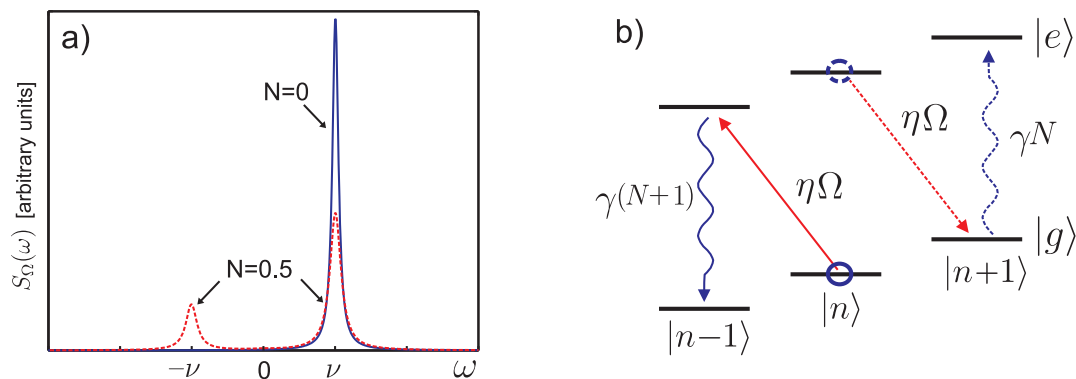 a)
N=0
N=0.5
S_Ω(ω) [arbitrary units]
−ν
0
ν
ω
b)
|e⟩
ηΩ
γN
γ(N+1)
ηΩ
|g⟩
|n+1⟩
|n⟩
|n−1⟩